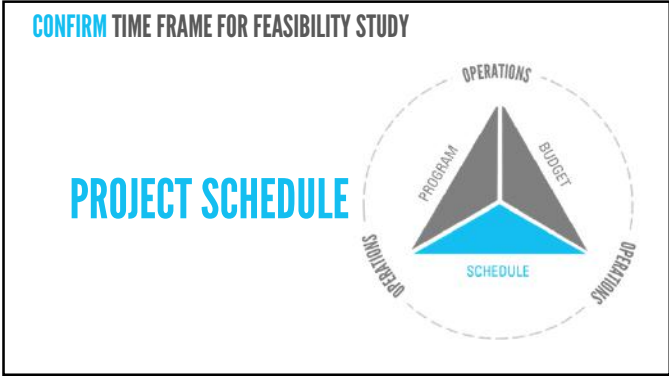 CONFIRM TIME FRAME FOR FEASIBILITY STUDY
OPERATIONS
PROGRAM
BUDGET
PROJECT SCHEDULE
OPERATIONS
OPERATIONS
SCHEDULE